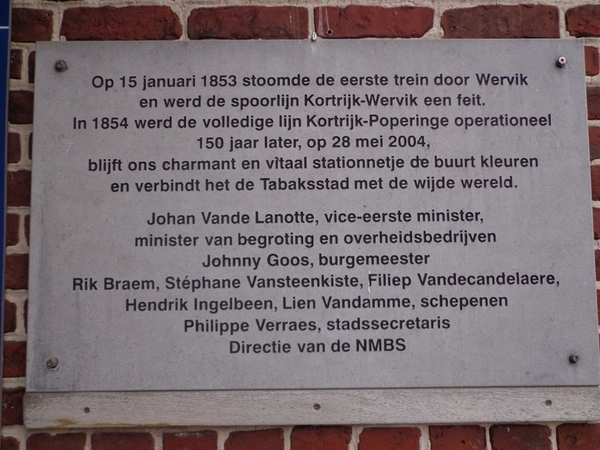 Op 15 januari 1853 stoomde de eerste trein door Wervik
en werd de spoorlijn Kortrijk-Wervik een feit.
In 1854 werd de volledige lijn Kortrijk-Poperinge operationeel
150 jaar later, op 28 mei 2004,
blijft ons charmant en vitaal stationnetje de buurt kleuren
en verbindt het de Tabaksstad met de wijde wereld.
Johan Vande Lanotte, vice-eerste minister,
minister van begroting en overheidsbedrijven
Johnny Goos, burgemeester
Rik Braem, Stéphane Vansteenkiste, Filiep Vandecandelaere,
Hendrik Ingelbeen, Lien Vandamme, schepenen
Philippe Verraes, stadssecretaris
Directie van de NMBS